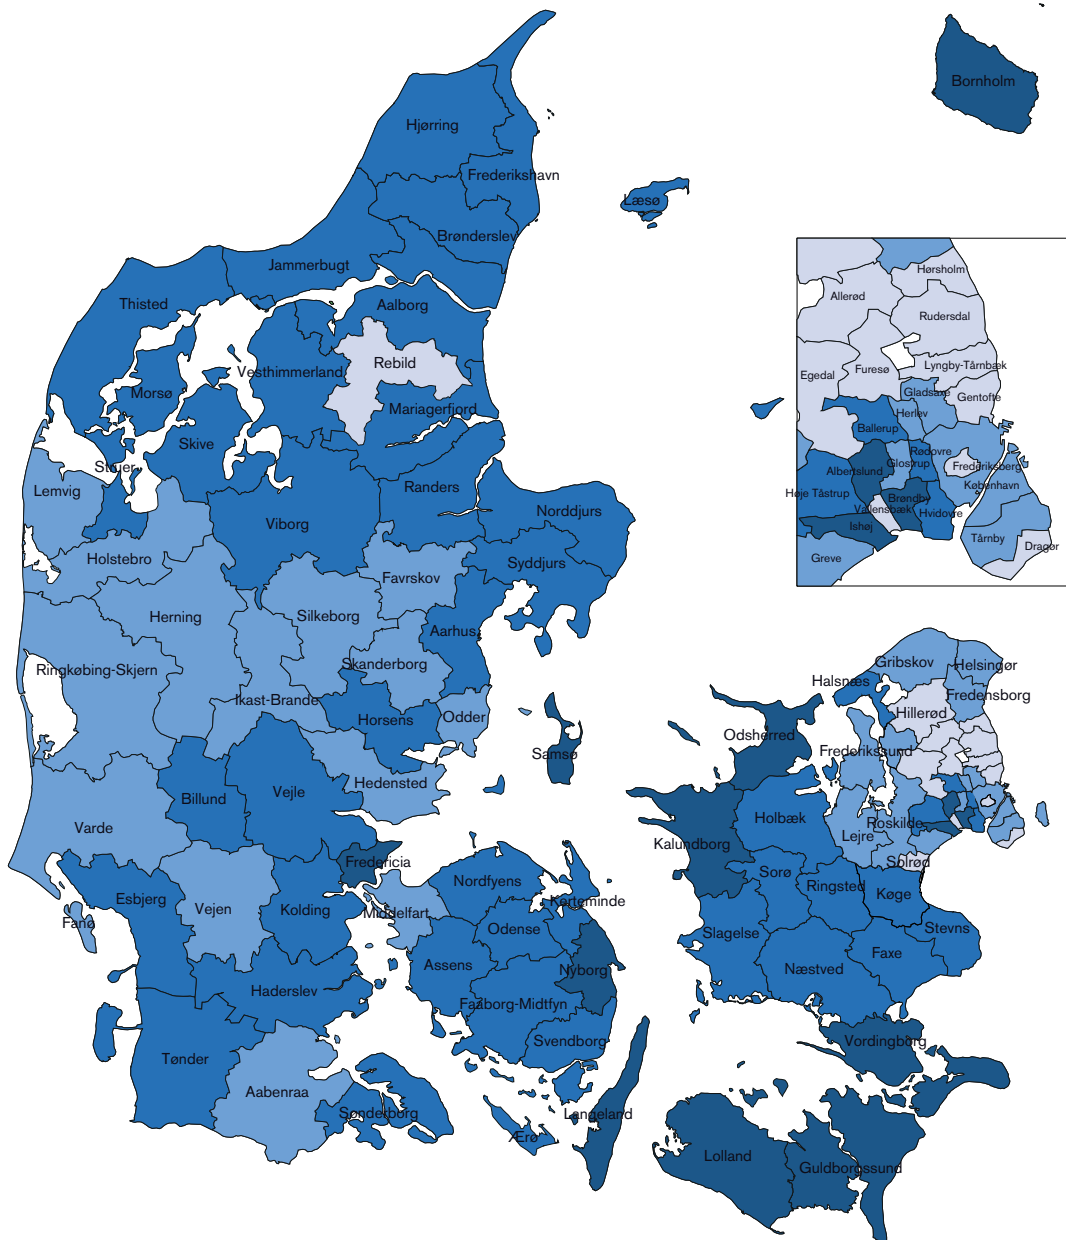 Bornholm
Hjørring
Frederikshavn
Læsø
Brønderslev
Jammerbugt
Thisted
Aalborg
Rebild
Vesthimmerland
Morsø
Mariagerfjord
Skive
Struer
Lemvig
Randers
Norddjurs
Viborg
Holstebro
Syddjurs
Favrskov
Herning
Silkeborg
Aarhus
Skanderborg
Ringkøbing-Skjern
Ikast-Brande
Horsens
Odder
Samsø
Hedensted
Billund
Vejle
Varde
Fredericia
Esbjerg
Vejen
Kolding
Fanø
Middelfart
Nordfyens
Kerteminde
Odense
Assens
Nyborg
Haderslev
Faaborg-Midtfyn
Svendborg
Tønder
Aabenraa
Sønderborg
Ærø
Langeland
Hørsholm
Allerød
Rudersdal
Lyngby-Tårnbæk
Egedal
Furesø
Gladsaxe
Gentofte
Herlev
Ballerup
Rødovre
Glostrup
Albertslund
Frederiksberg
København
Høje Tåstrup
Brøndby
Vallensbæk
Hvidovre
Ishøj
Tårnby
Dragør
Greve
Gribskov
Helsingør
Halsnæs
Fredensborg
Hillerød
Odsherred
Frederikssund
Holbæk
Roskilde
Lejre
Kalundborg
Solrød
Sorø
Ringsted
Køge
Slagelse
Stevns
Faxe
Næstved
Vordingborg
Lolland
Guldborgsund